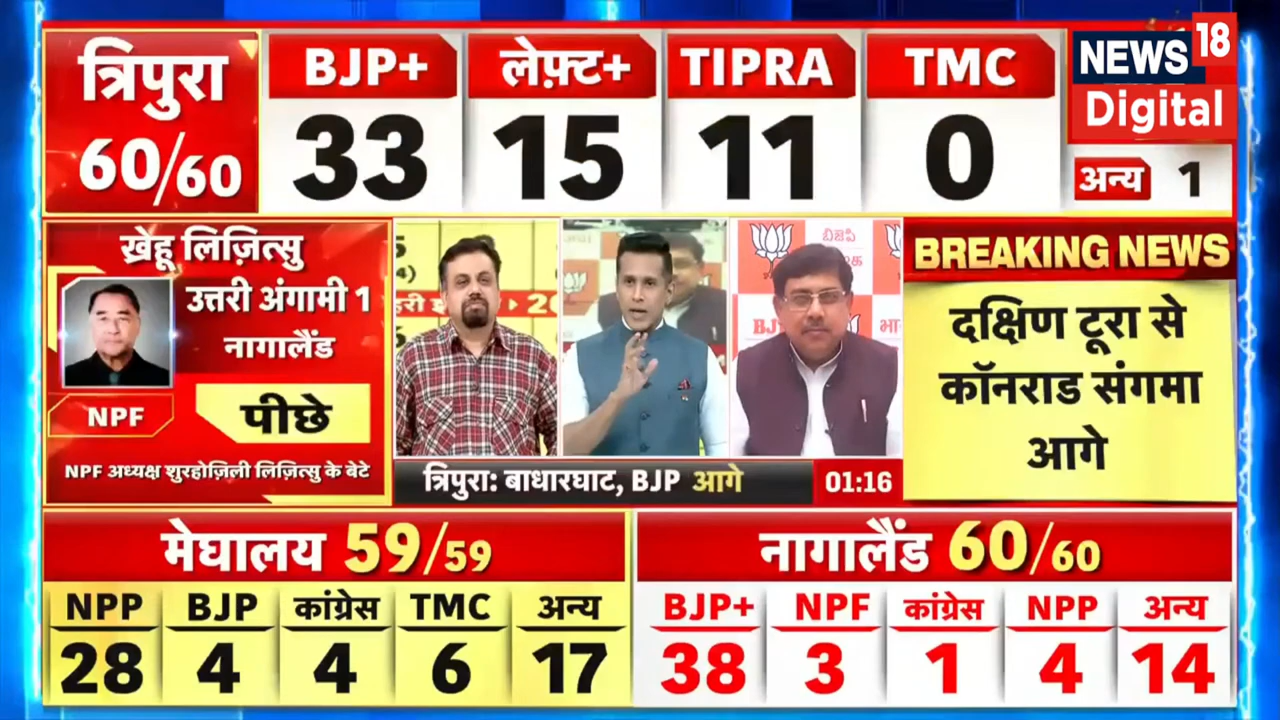 त्रिपुरा
60/60
BJP+
33
लेफ़्ट+
15
TIPRA
11
TMC
0
NEWS 18
Digital
अन्य 1
ख्रेहू लिज़ित्सु
उत्तरी अंगामी 1
नागालैंड
NPF
पीछे
NPF अध्यक्ष शुरहोज़िली लिज़ित्सु के बेटे
त्रिपुरा: बाधारघाट, BJP आगे
01:16
BREAKING NEWS
दक्षिण टूरा से
कॉनराड संगमा
आगे
मेघालय 59/59
NPP BJP कांग्रेस TMC अन्य
28 4 4 6 17
नागालैंड 60/60
BJP+ NPF कांग्रेस NPP अन्य
38 3 1 4 14